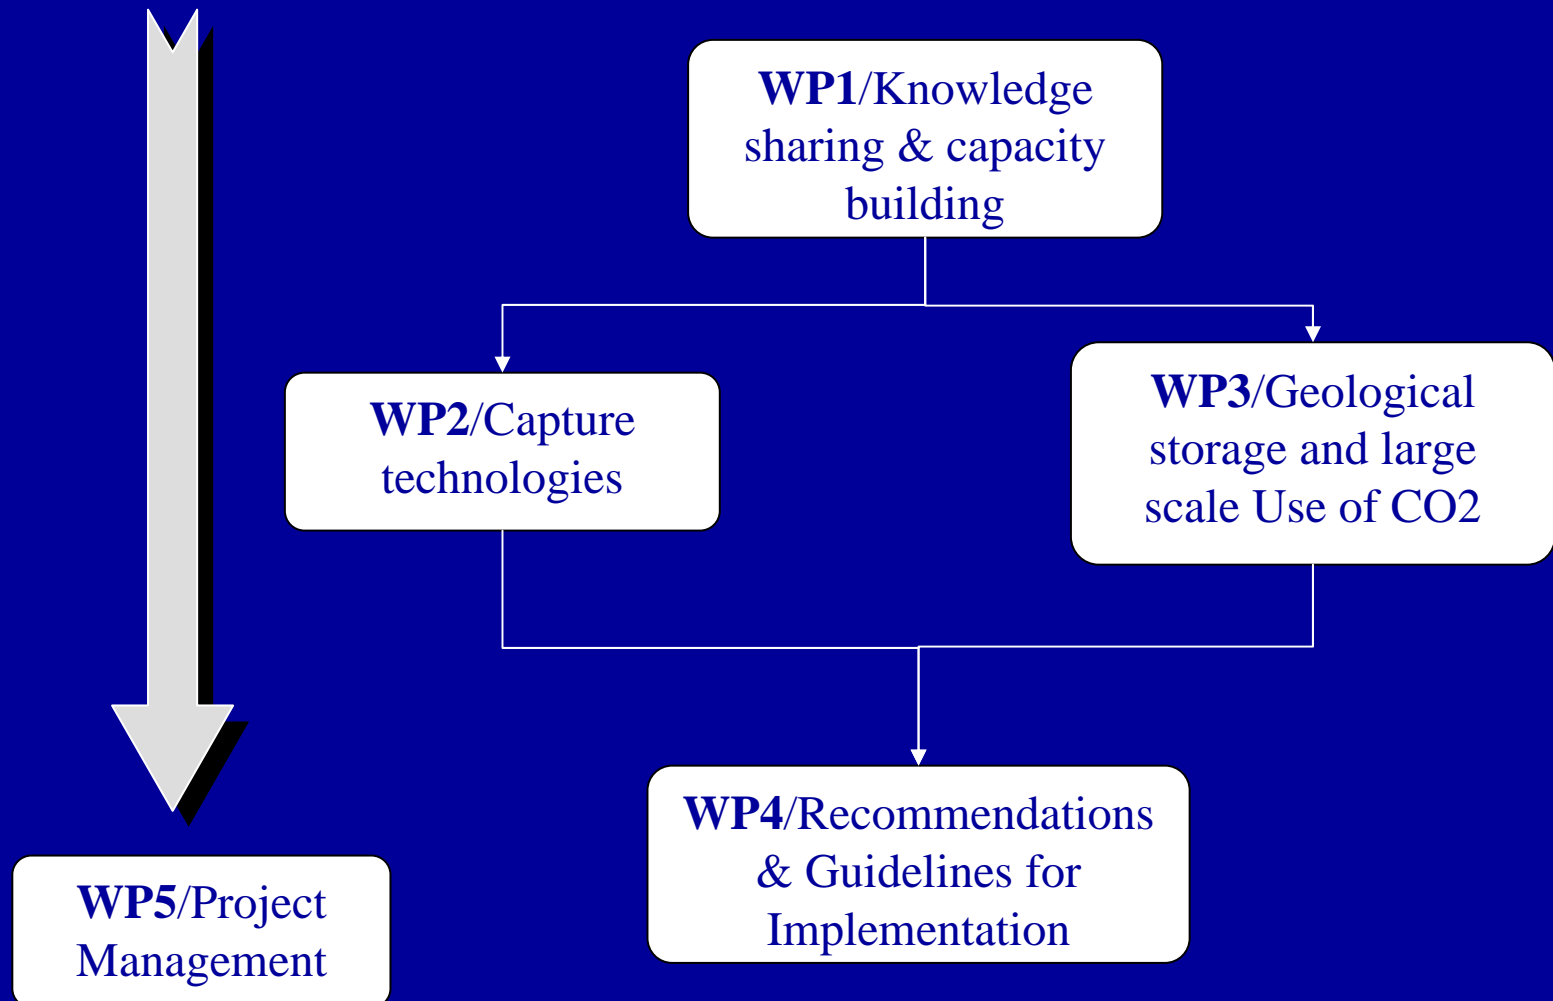 WP1/Knowledge
sharing & capacity
building
WP2/Capture
technologies
WP3/Geological
storage and large
scale Use of CO2
WP4/Recommendations
& Guidelines for
Implementation
WP5/Project
Management